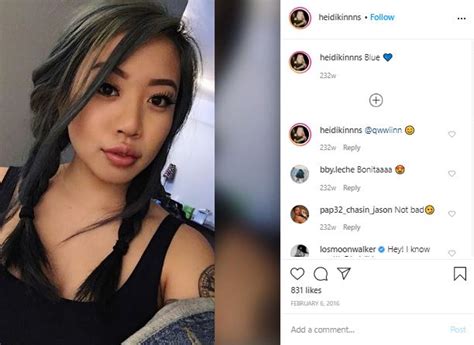 heidikinnns • Following
heidikinnns Blue 💙
232w
heidikinnns @qwwiinn 😊
232w Reply
bby.leche Bonitaaaa 😍
232w Reply
pap32_chasin_jason Not bad
232w Reply
losmoonwalker Hey! I know
831 likes
FEBRUARY 6, 2016
Add a comment... Post